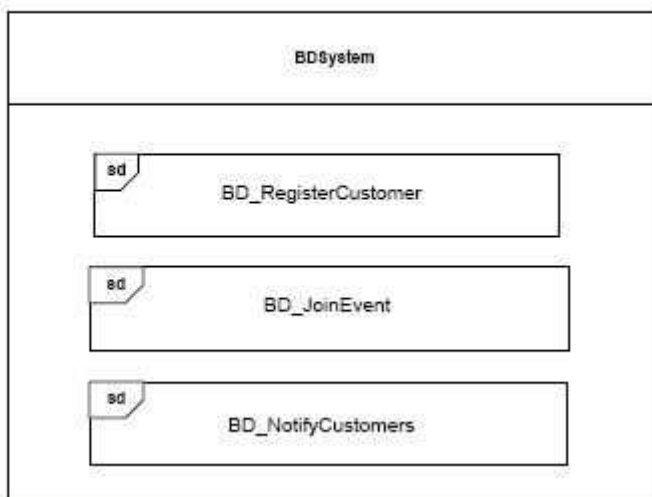 BDSystem
sd
BD_RegisterCustomer
sd
BD_JoinEvent
sd
BD_NotifyCustomers